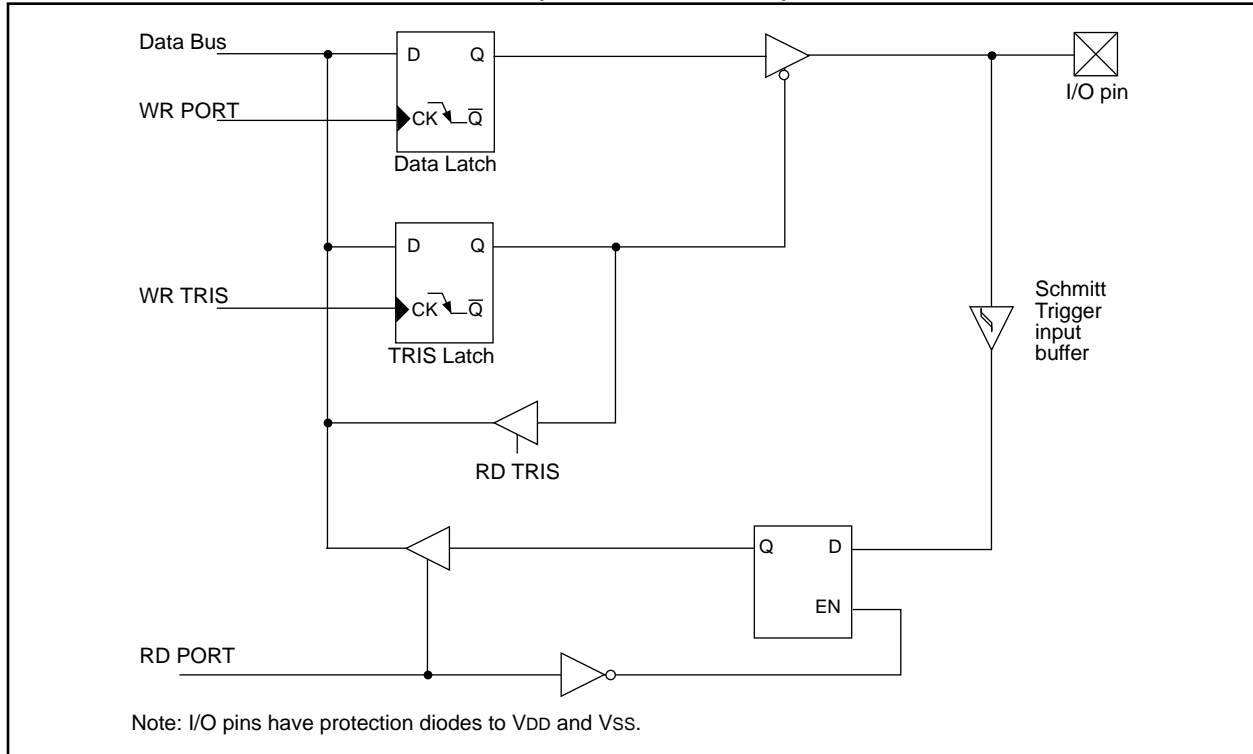 Data Bus
D Q
I/O pin
WR PORT
CK Q̅
Data Latch
D Q
WR TRIS
CK Q̅
TRIS Latch
Schmitt
Trigger
input
buffer
RD TRIS
Q D
EN
RD PORT
Note: I/O pins have protection diodes to VDD and VSS.